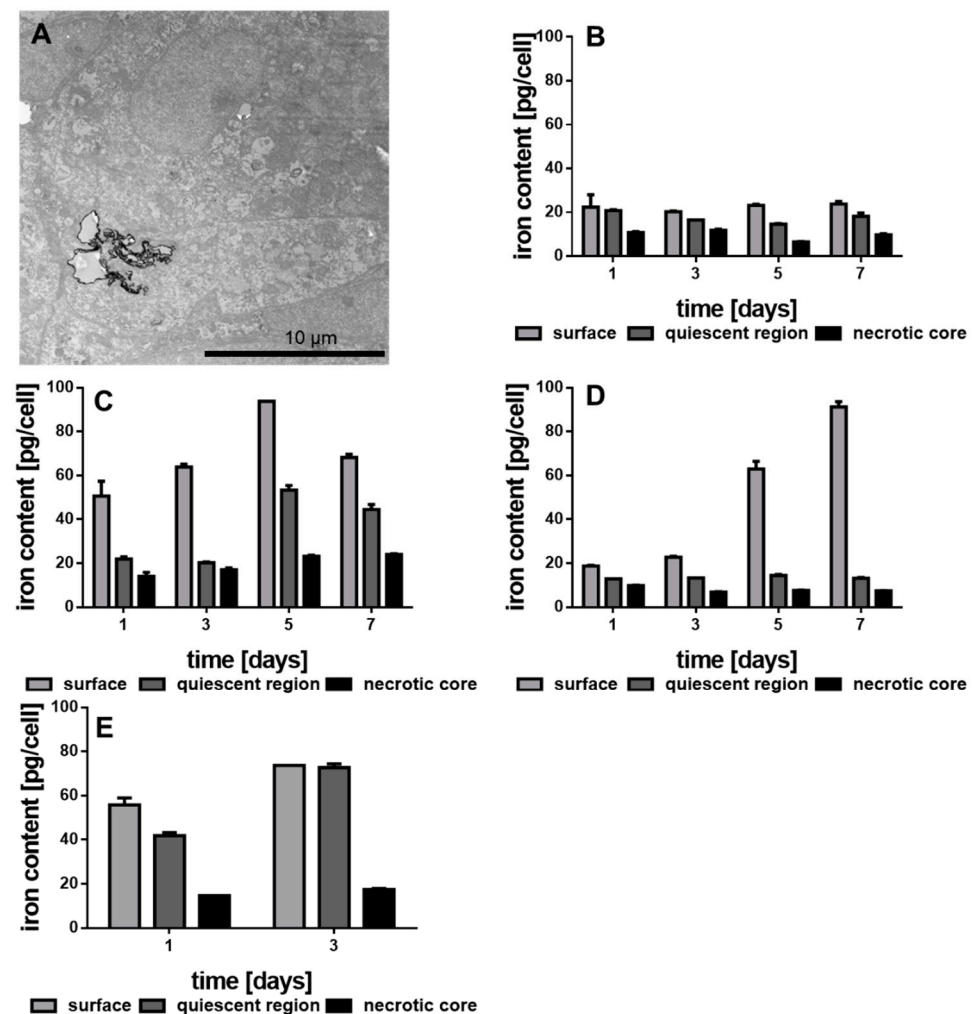 A
10 μm
B
iron content [pg/cell]
100
80
60
40
20
0
1 3 5 7
time [days]
surface quiescent region necrotic core
C
iron content [pg/cell]
100
80
60
40
20
0
1 3 5 7
time [days]
surface quiescent region necrotic core
D
iron content [pg/cell]
100
80
60
40
20
0
1 3 5 7
time [days]
surface quiescent region necrotic core
E
iron content [pg/cell]
100
80
60
40
20
0
1 3
time [days]
surface quiescent region necrotic core